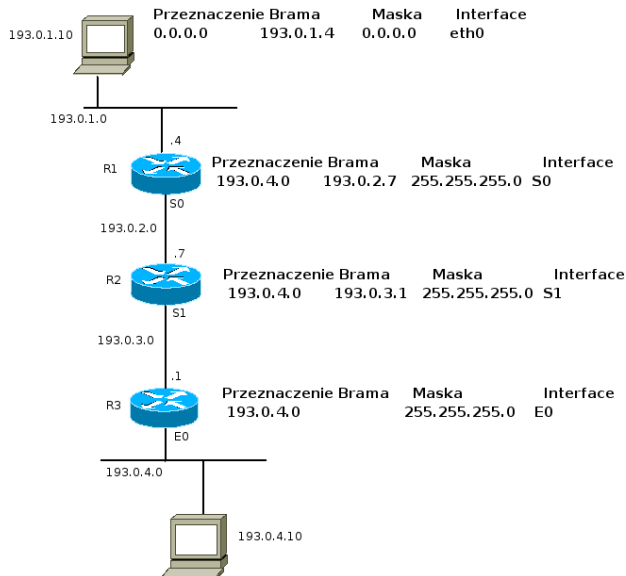 Przeznaczenie Brama Maska Interface
193.0.1.10 0.0.0.0 193.0.1.4 0.0.0.0 eth0
193.0.1.0
.4
R1 Przeznaczenie Brama Maska Interface
193.0.4.0 193.0.2.7 255.255.255.0 S0
S0
193.0.2.0
.7
R2 Przeznaczenie Brama Maska Interface
193.0.4.0 193.0.3.1 255.255.255.0 S1
S1
193.0.3.0
.1
R3 Przeznaczenie Brama Maska Interface
193.0.4.0 255.255.255.0 E0
E0
193.0.4.0
193.0.4.10